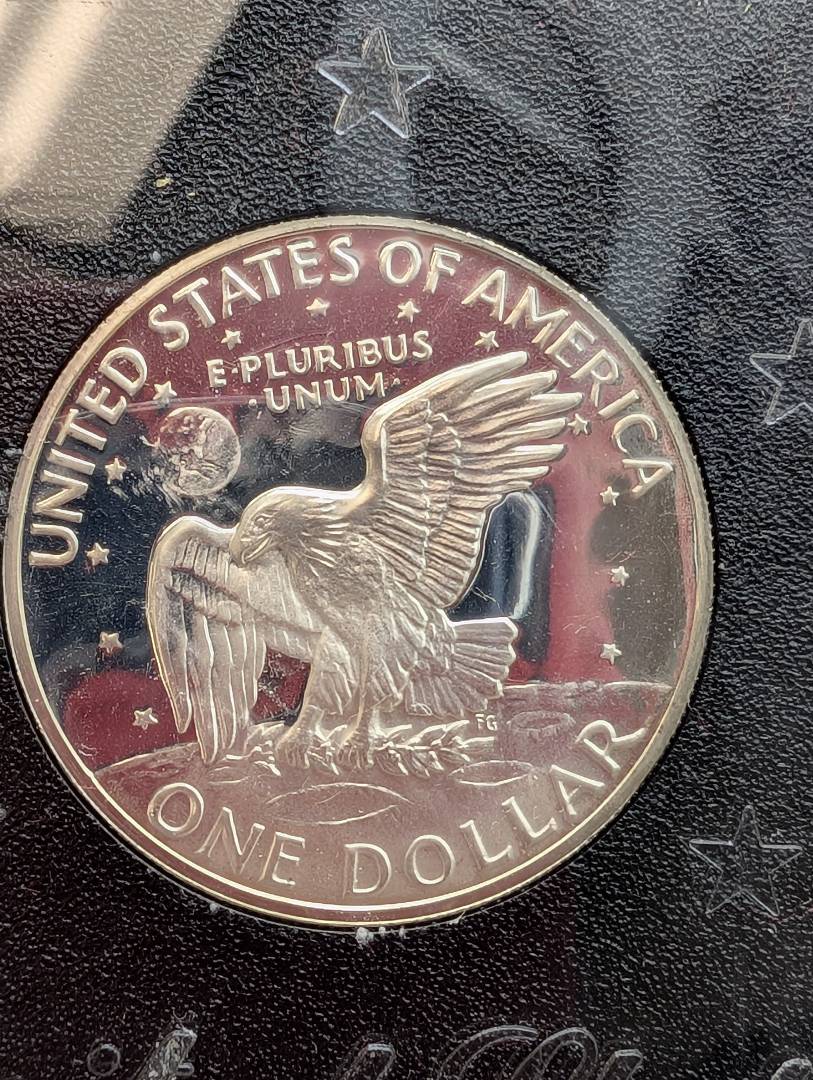 UNITED STATES OF AMERICA
E·PLURIBUS
·UNUM·
FG
ONE DOLLAR